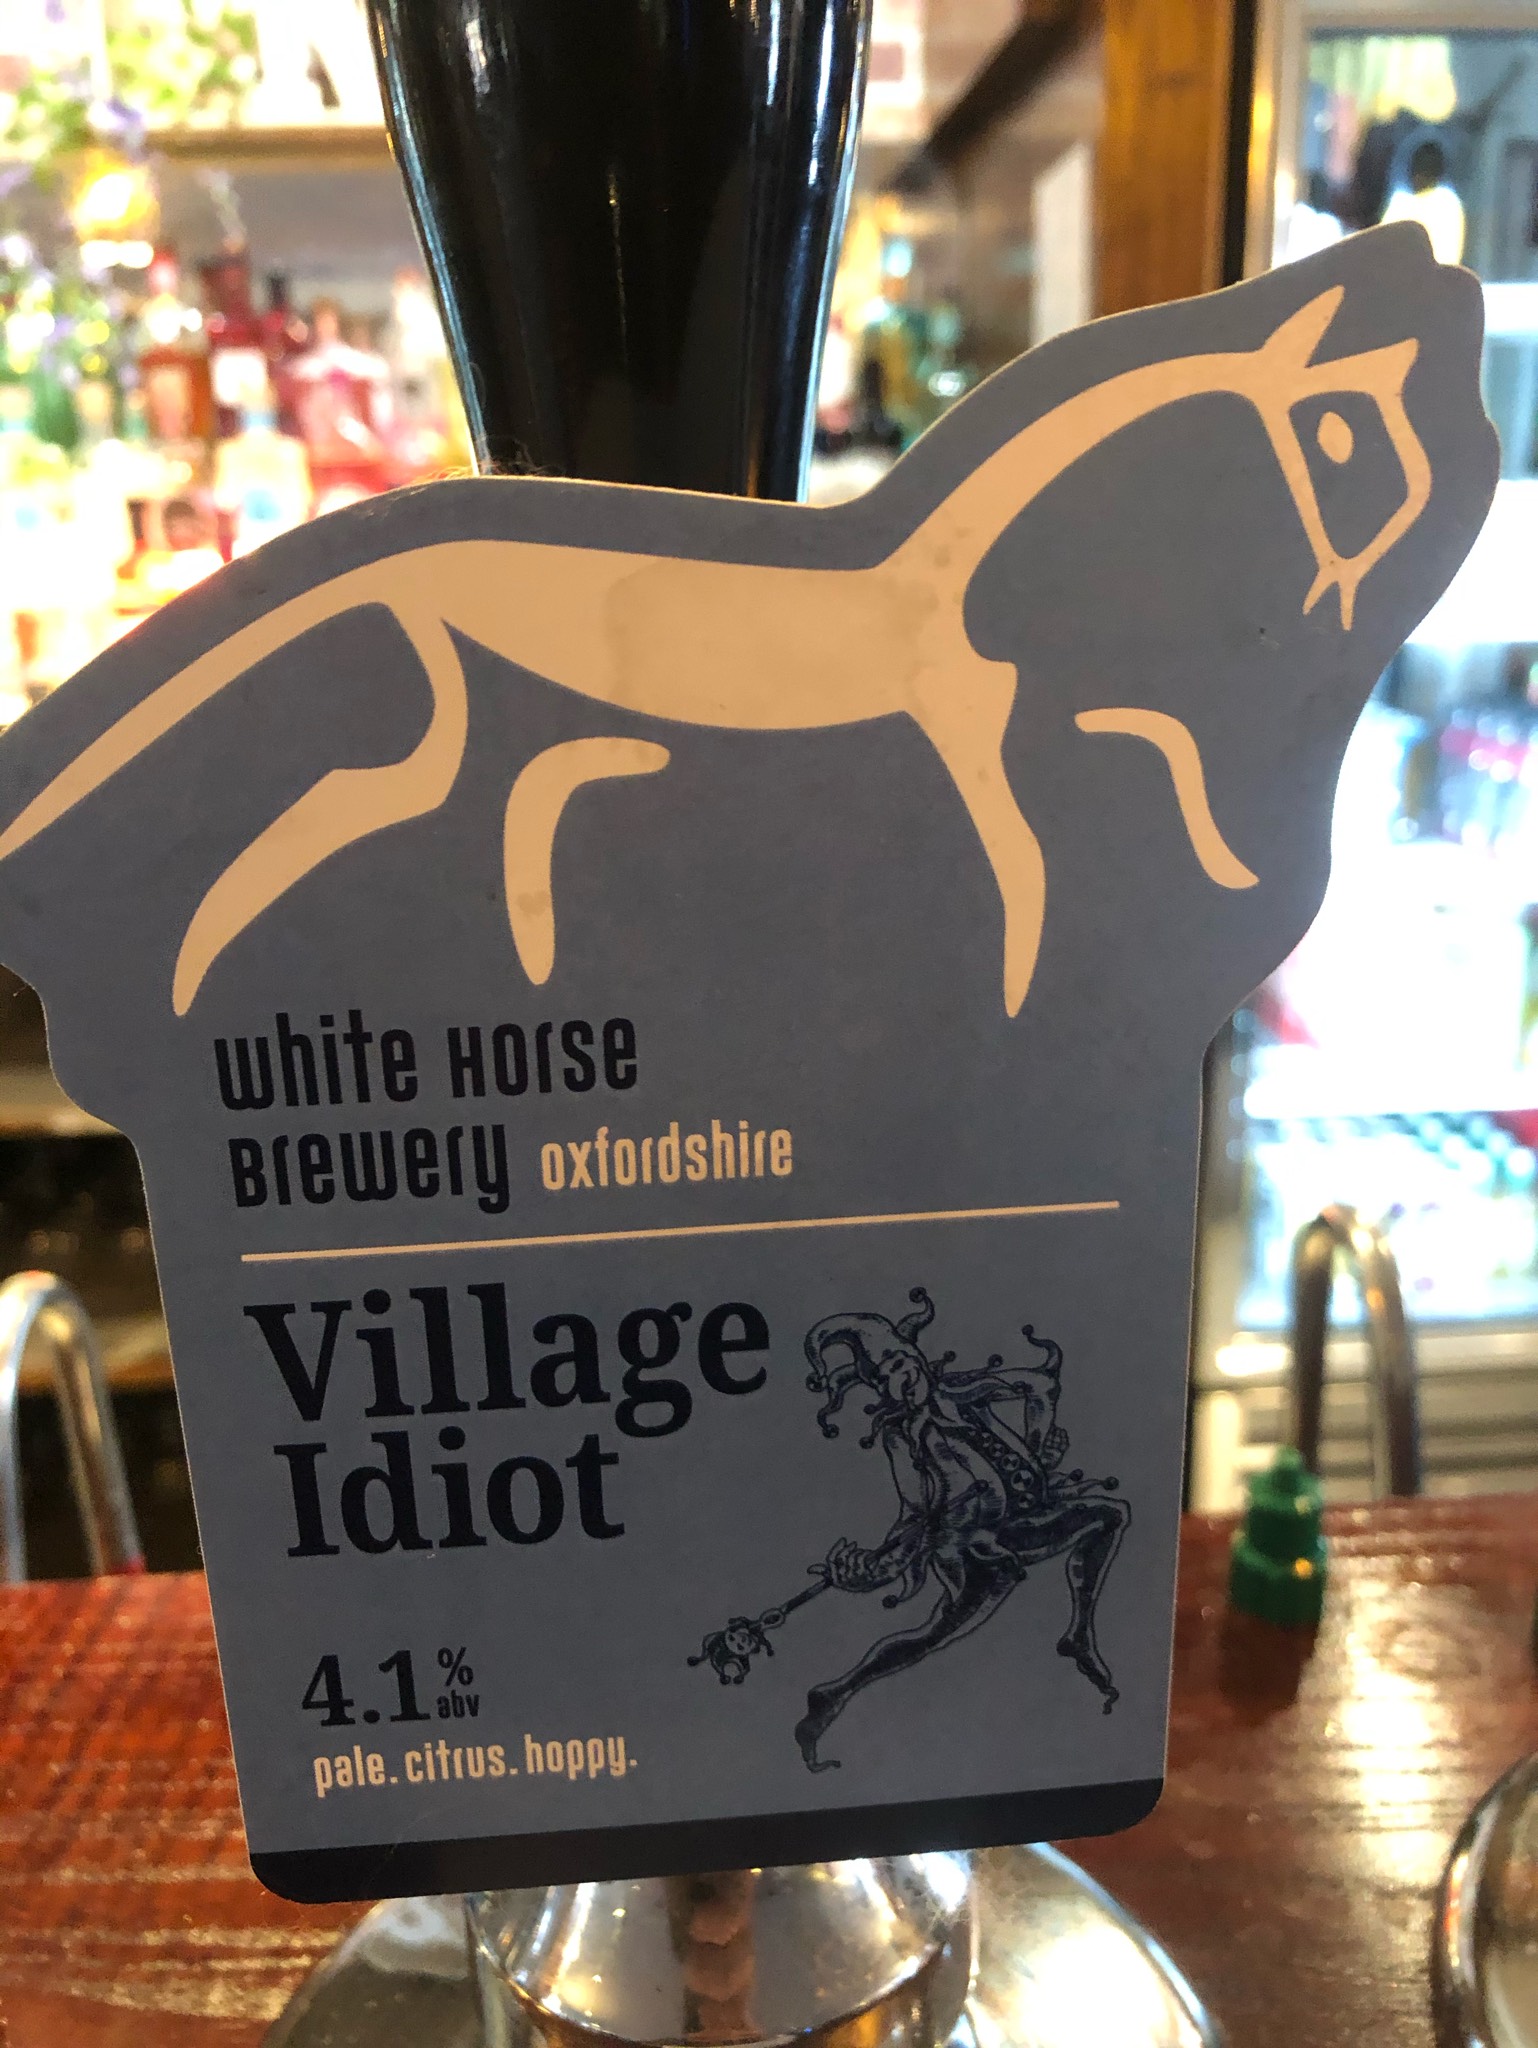 White Horse
Brewery oxfordshire
Village
Idiot
4.1% abv
pale. citrus. hoppy.